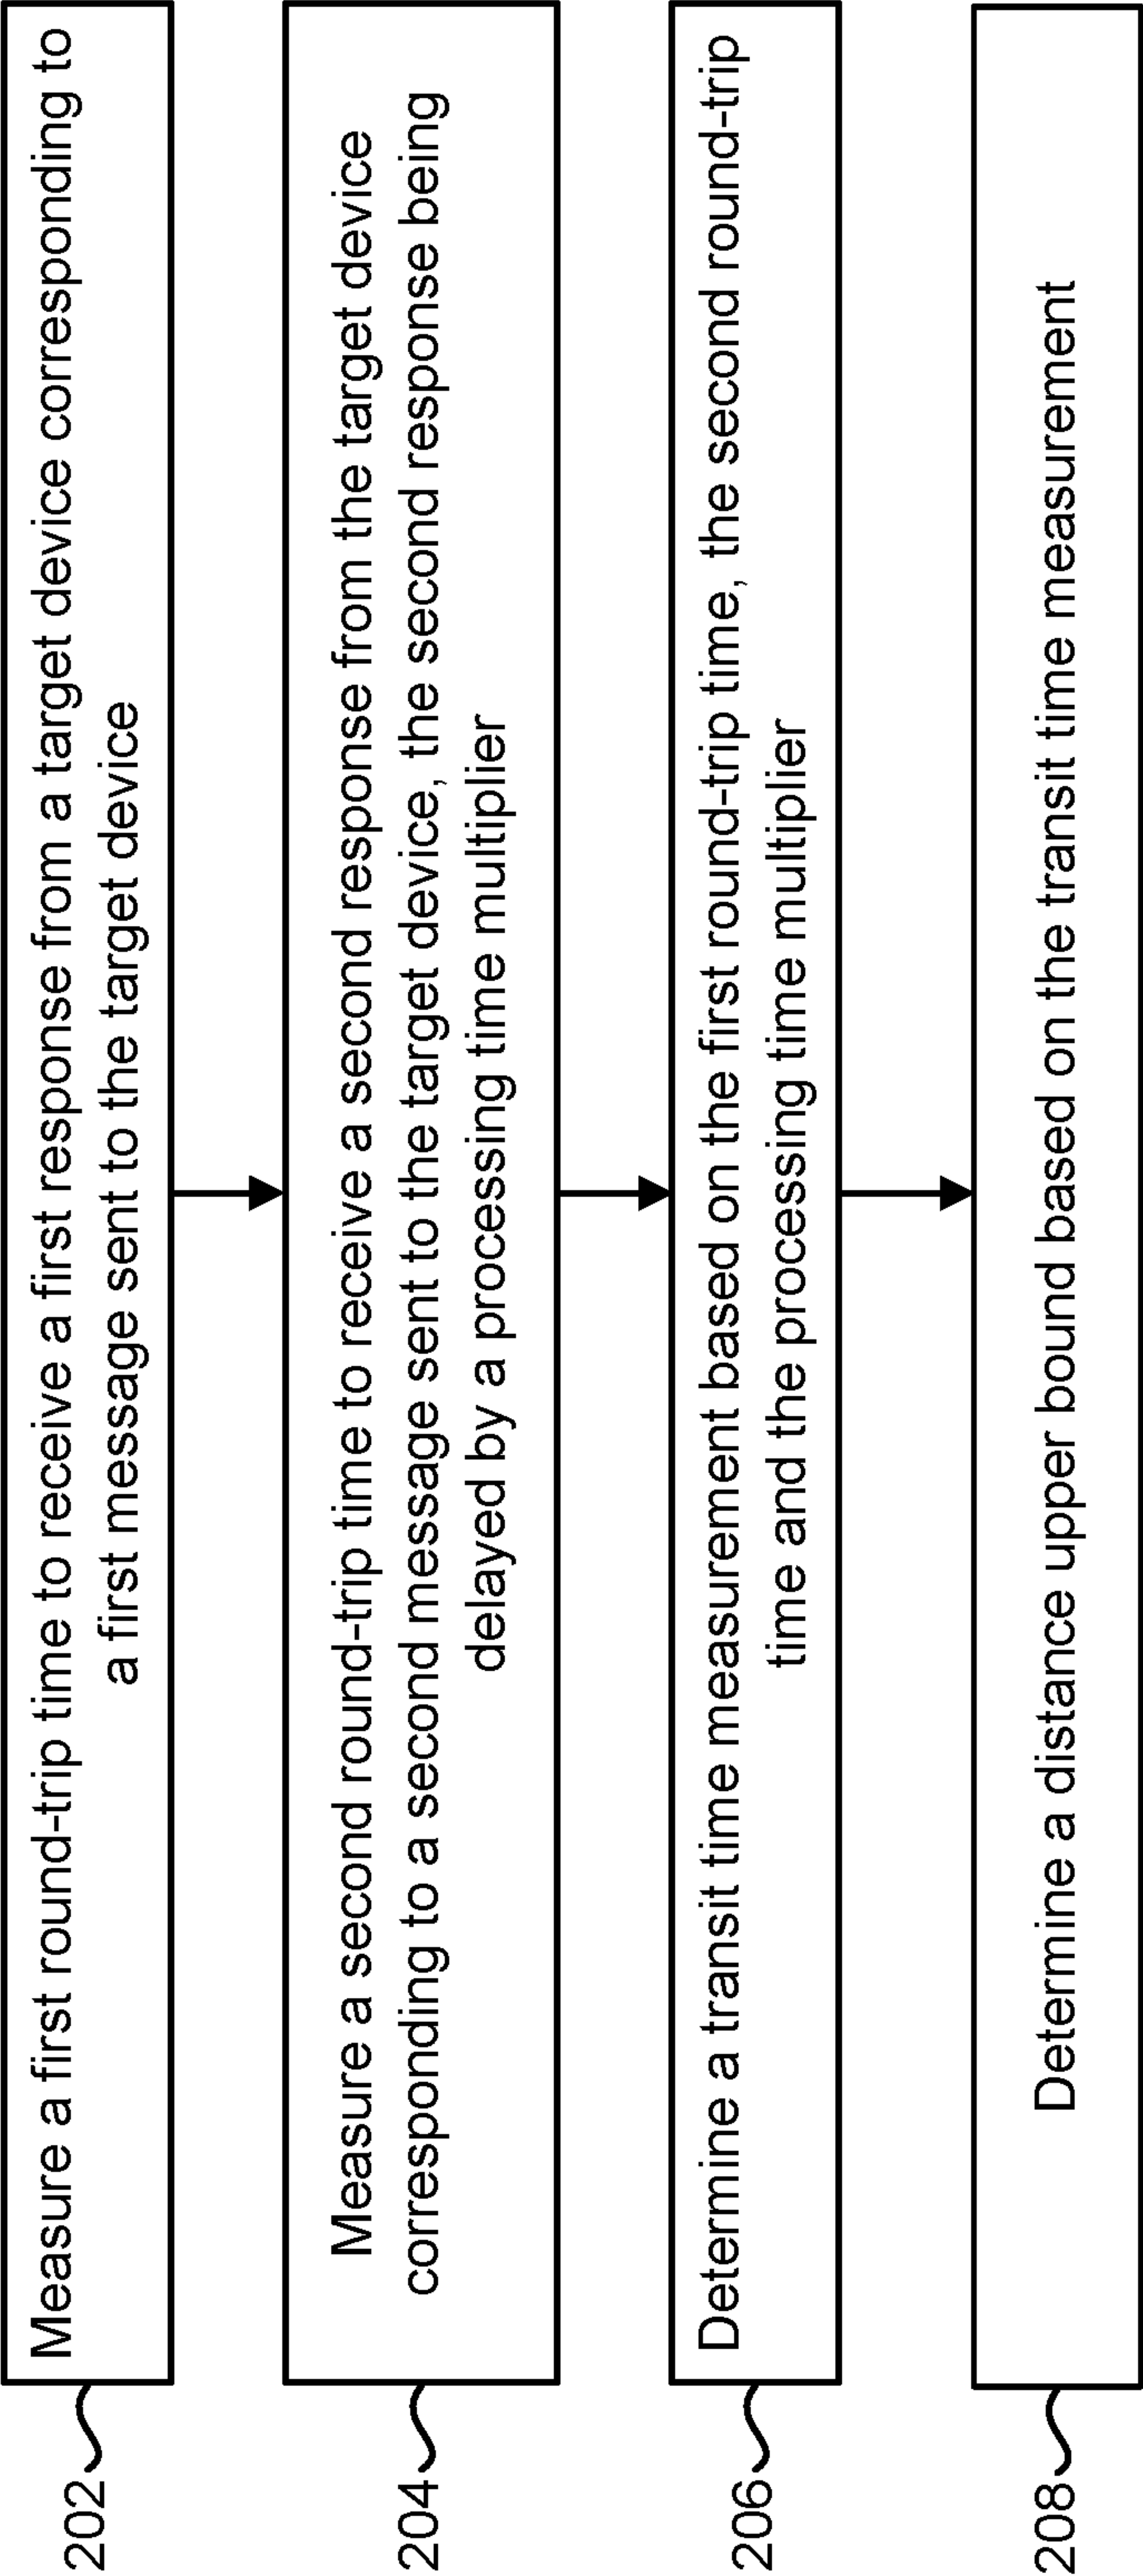 202
Measure a first round-trip time to receive a first response from a target device corresponding to
a first message sent to the target device
204
Measure a second round-trip time to receive a second response from the target device
corresponding to a second message sent to the target device, the second response being
delayed by a processing time multiplier
206
Determine a transit time measurement based on the first round-trip time, the second round-trip
time and the processing time multiplier
208
Determine a distance upper bound based on the transit time measurement